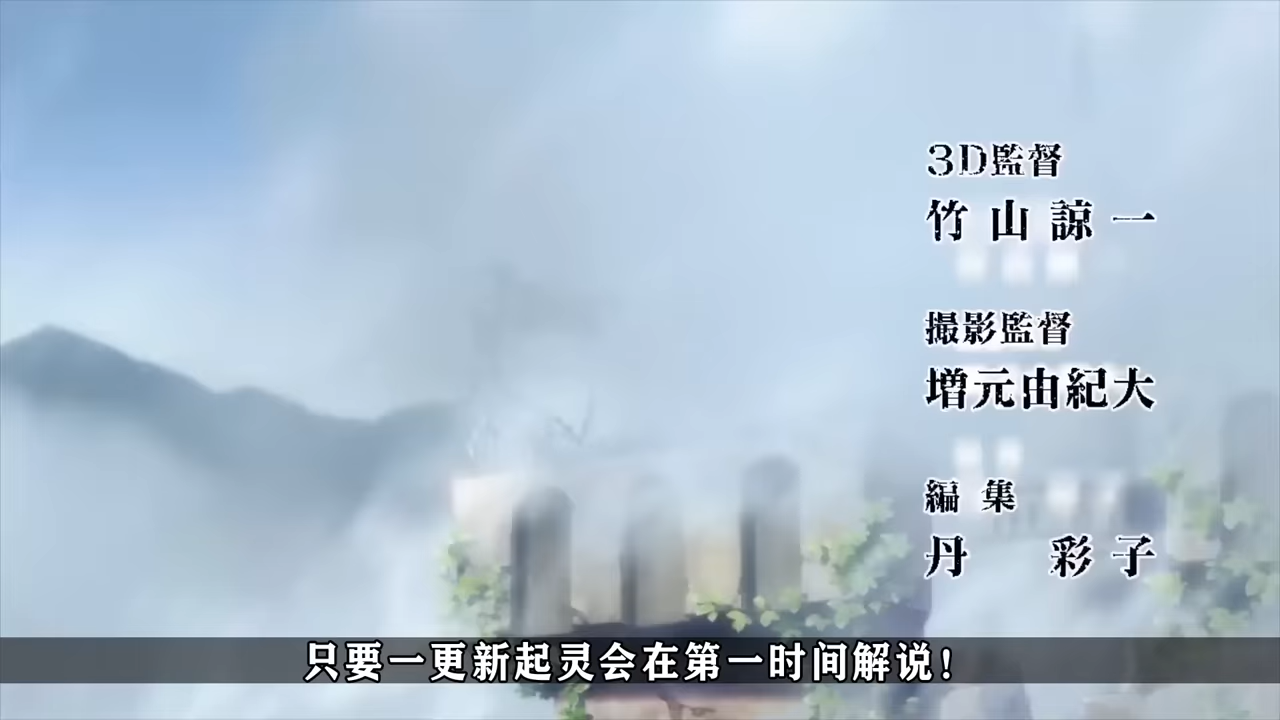 3D監督
竹山諒一
撮影監督
増元由紀大
編集
丹 彩子
只要一更新起灵会在第一时间解说!